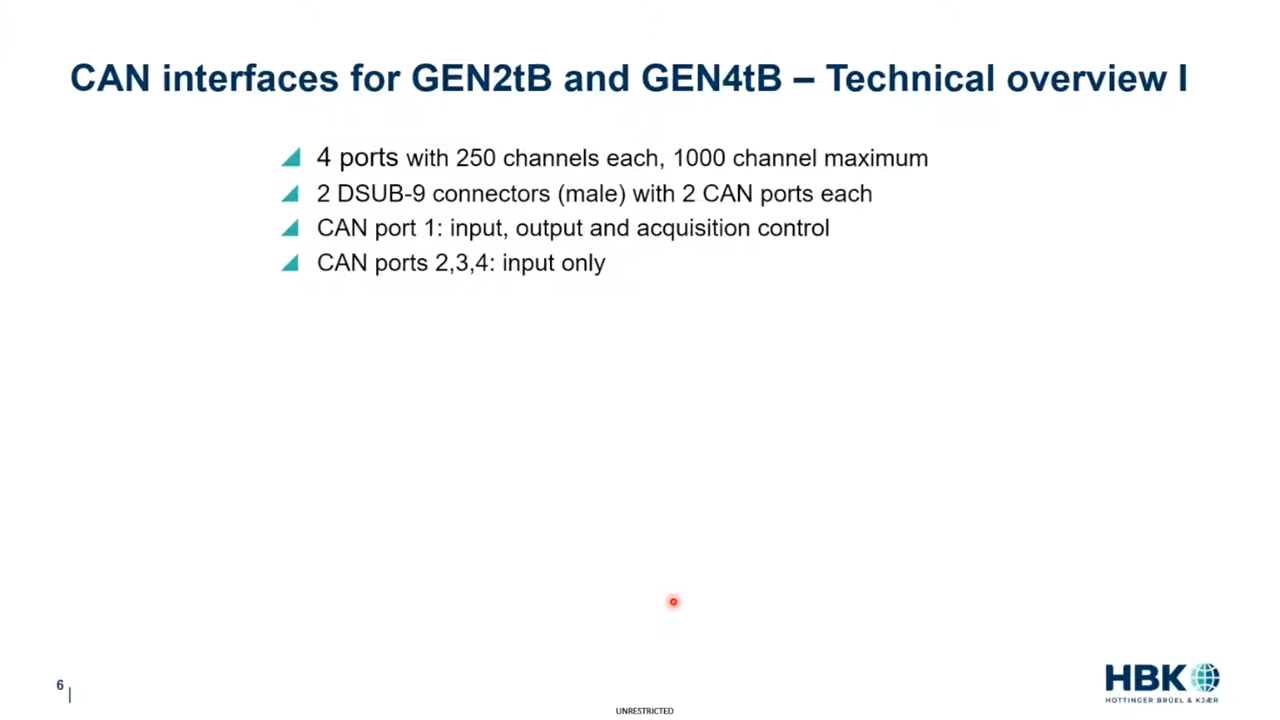 CAN interfaces for GEN2tB and GEN4tB – Technical overview I
4 ports with 250 channels each, 1000 channel maximum
2 DSUB-9 connectors (male) with 2 CAN ports each
CAN port 1: input, output and acquisition control
CAN ports 2,3,4: input only
6
HBK
HOTTINGER BRÜEL & KJÆR
UNRESTRICTED